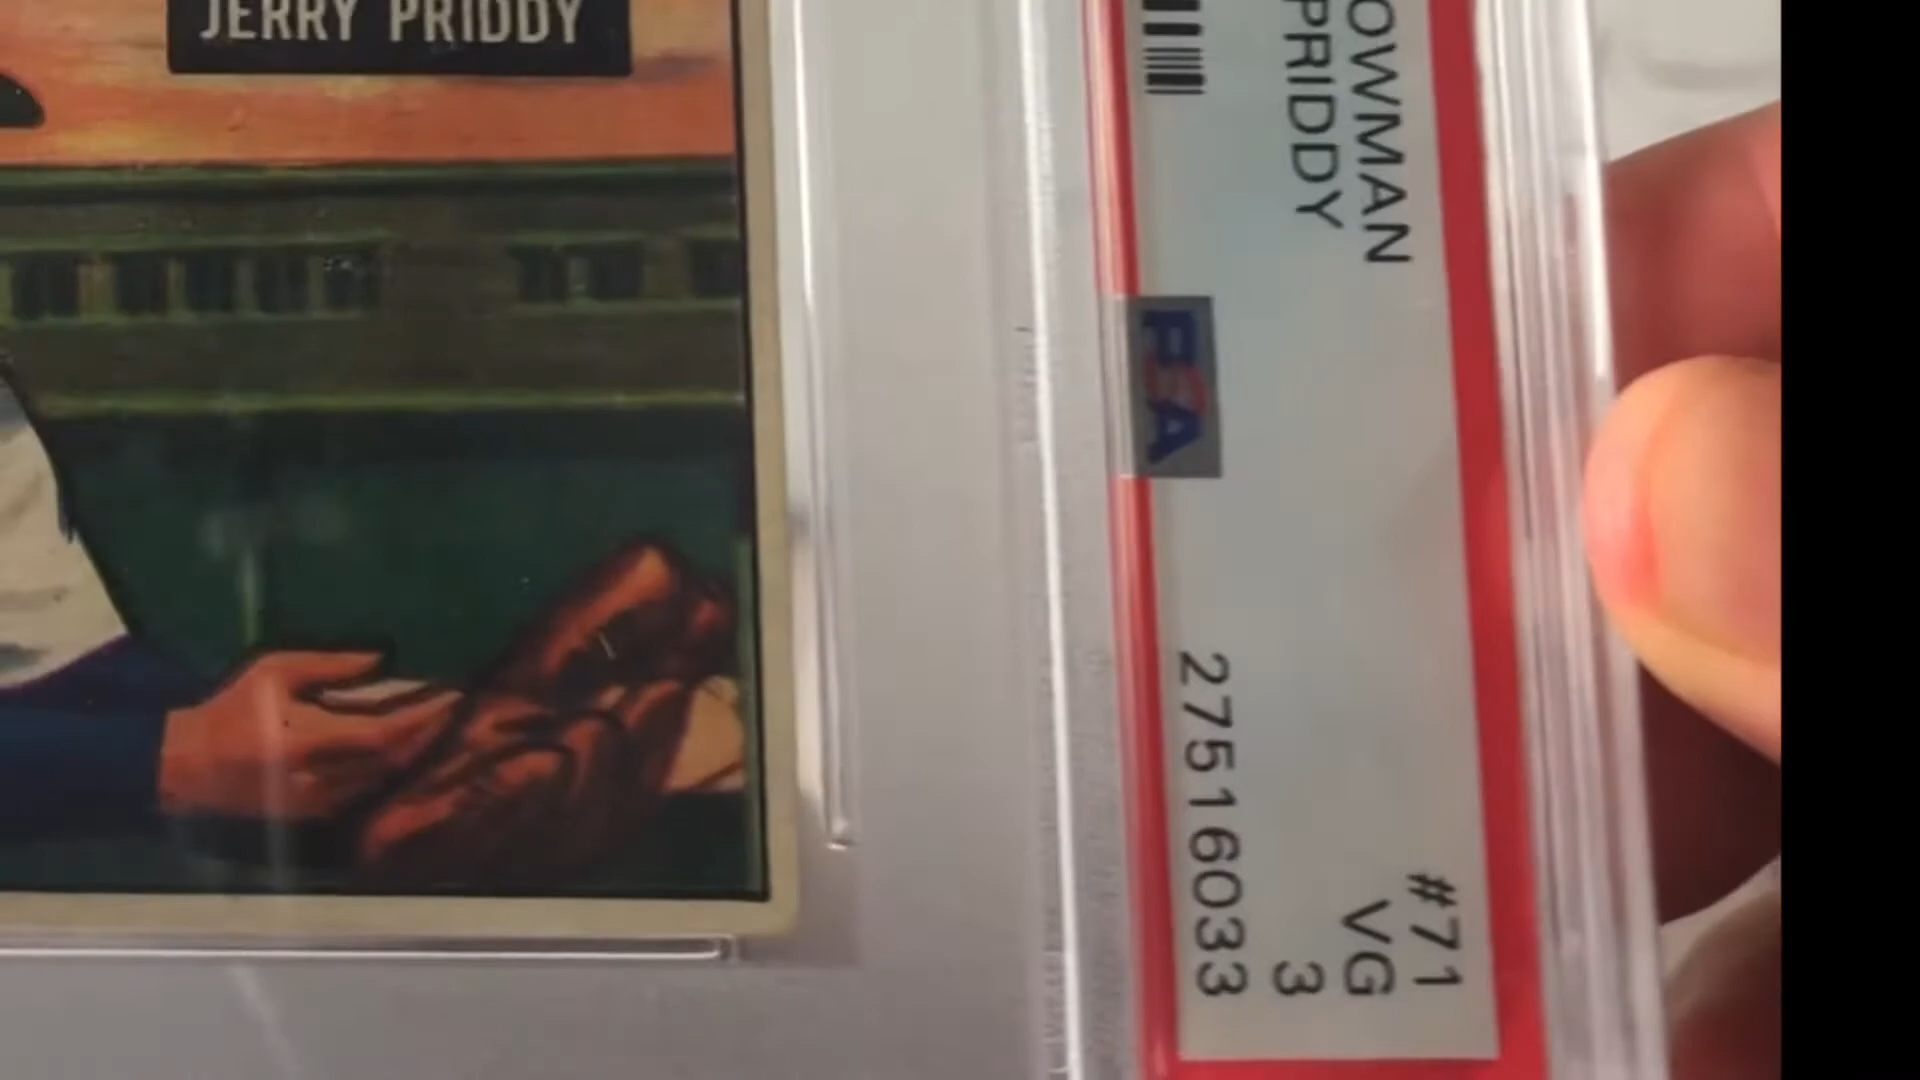 JERRY PRIDDY
OWMAN #71
PRIDDY VG
3
PSA 27516033